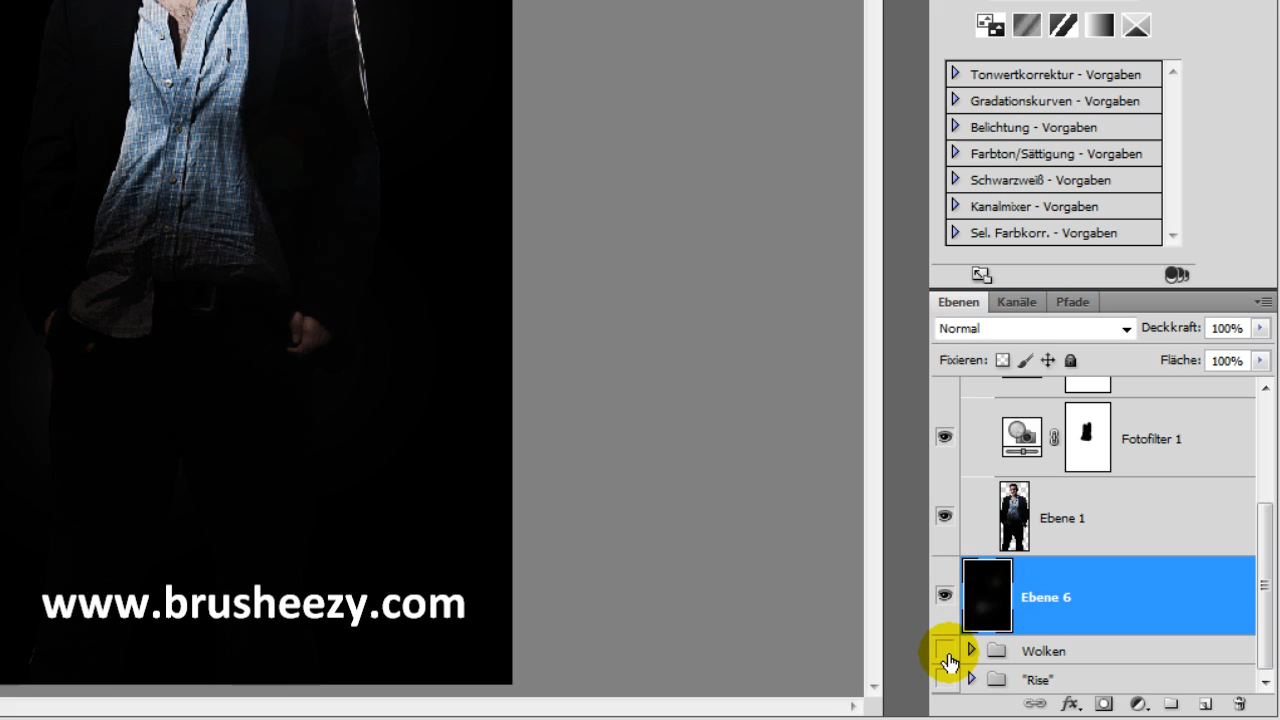 Tonwertkorrektur - Vorgaben
Gradationskurven - Vorgaben
Belichtung - Vorgaben
Farbton/Sättigung - Vorgaben
Schwarzweiß - Vorgaben
Kanalmixer - Vorgaben
Sel. Farbkorr. - Vorgaben
Ebenen Kanäle Pfade
Normal Deckkraft: 100%
Fixieren: Fläche: 100%
Fotofilter 1
Ebene 1
Ebene 6
Wolken
"Rise"
fx
www.brusheezy.com